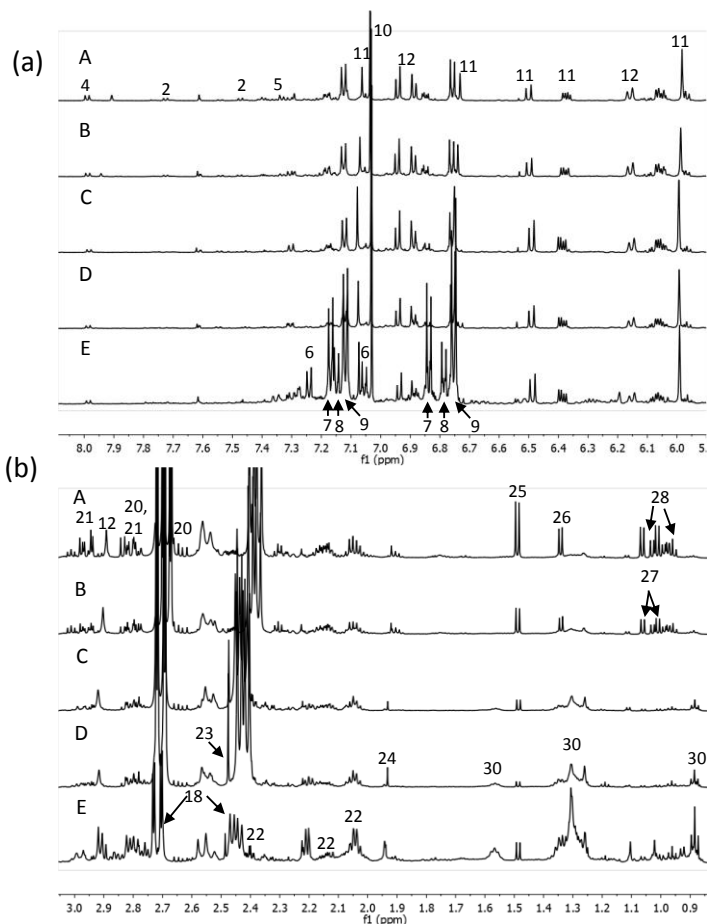 (a)
10
A
4 2 2 5 11 12 11 11 11 12 11
B
C
D
E
6 6
7 8 9 7 8 9
8.0 7.9 7.8 7.7 7.6 7.5 7.4 7.3 7.2 7.1 7.0 6.9 6.8 6.7 6.6 6.5 6.4 6.3 6.2 6.1 6.0 5.
f1 (ppm)
(b)
A
21 12 20, 21 20 25 26 28
B
27
C
D
23 24 30 30 30
E
18 22 22 22
3.0 2.9 2.8 2.7 2.6 2.5 2.4 2.3 2.2 2.1 2.0 1.9 1.8 1.7 1.6 1.5 1.4 1.3 1.2 1.1 1.0 0.9
f1 (ppm)